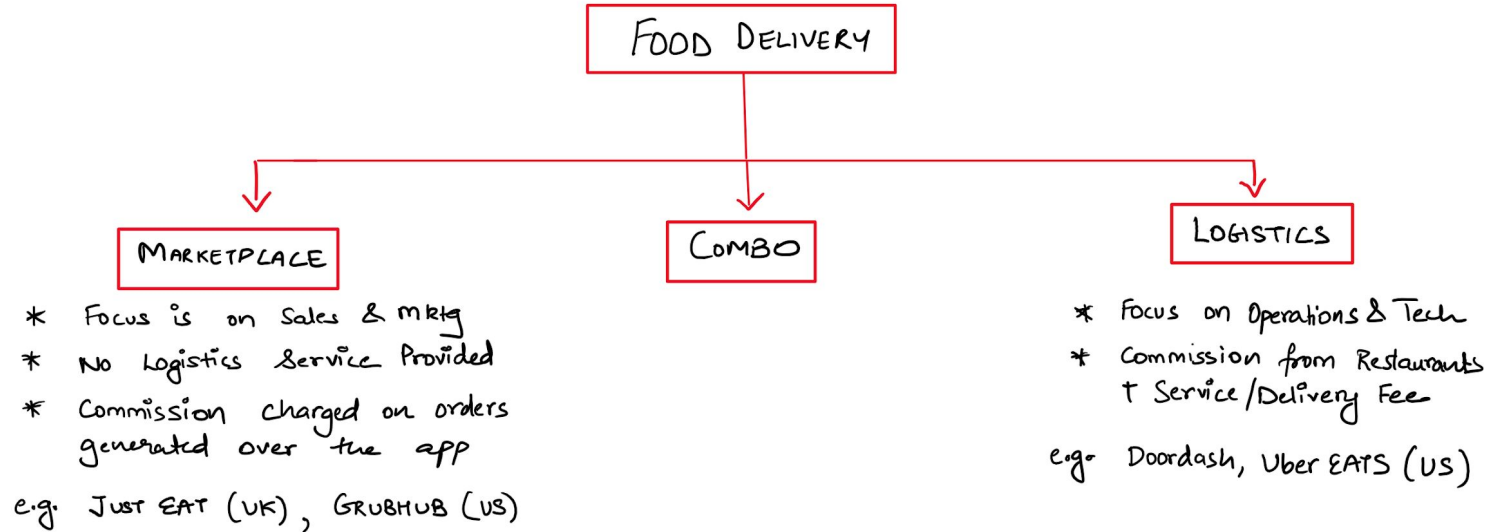 FOOD DELIVERY
MARKETPLACE
COMBO
LOGISTICS
* Focus is on Sales & mktg
* No Logistics Service Provided
* Commission charged on orders
generated over the app
e.g. JUST EAT (UK), GRUBHUB (US)
* Focus on Operations & Tech
* Commission from Restaurants
+ Service/Delivery Fee
e.g. Doordash, Uber EATS (US)